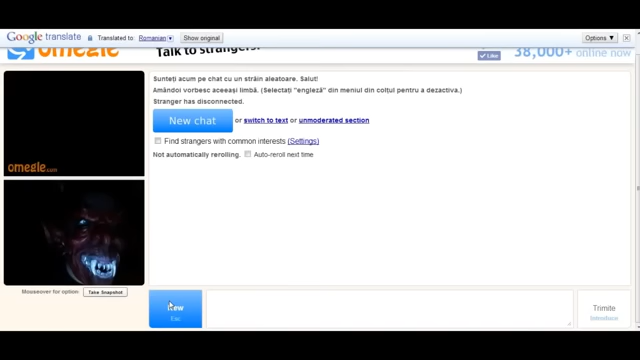 Google translate Translated to: Romanian Show original Options ▼
omegle Talk to strangers! Like 38,000+ online now
Sunteți acum pe chat cu un străin aleatoare. Salut!
Amândoi vorbesc aceeași limbă. (Selectați "engleză" din meniul din colțul pentru a dezactiva.)
Stranger has disconnected.
New chat or switch to text or unmoderated section
Find strangers with common interests (Settings)
Not automatically rerolling. Auto-reroll next time
omegle.com
Mouseover for option Take Snapshot
New
Esc
Trimite